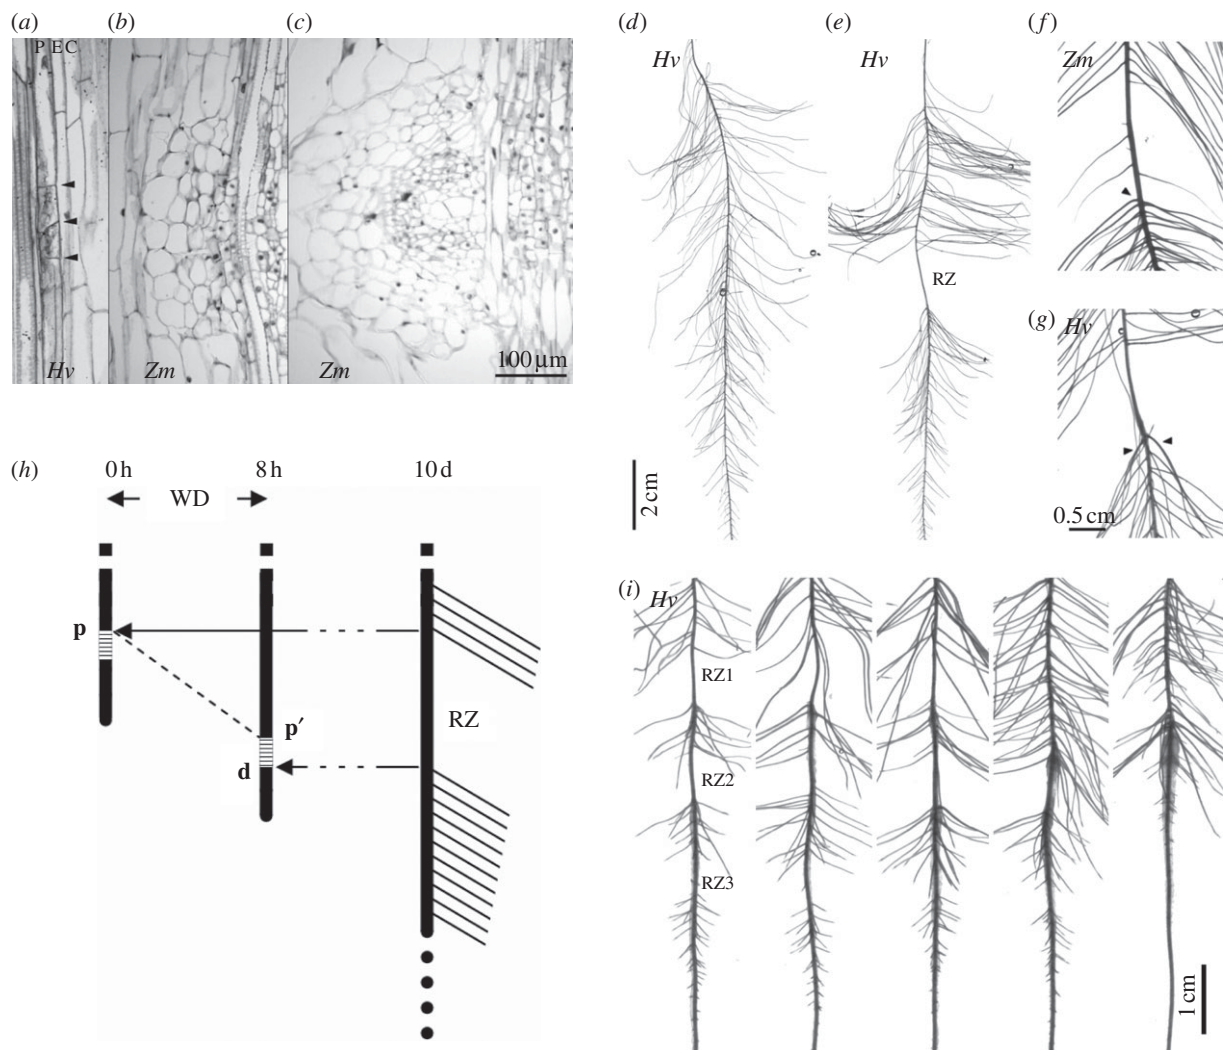 (a) (b) (c)
P E C
Hv Zm Zm
100 µm
(d) (e) (f)
Hv Hv Zm
RZ
(g)
Hv
2 cm
0.5 cm
(h) 0 h 8 h 10 d
WD
p
p′
RZ
d
(i)
Hv
RZ1
RZ2
RZ3
1 cm